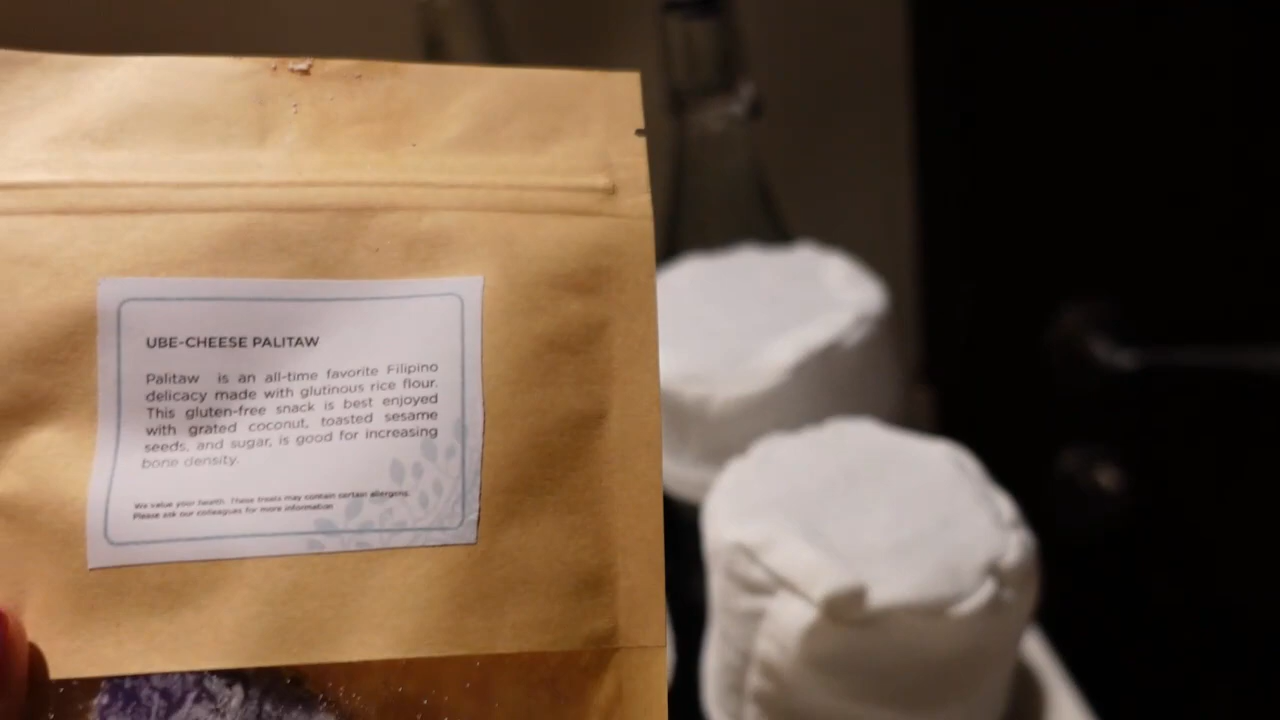 UBE-CHEESE PALITAW
Palitaw is an all-time favorite Filipino
delicacy made with glutinous rice flour.
This gluten-free snack is best enjoyed
with grated coconut, toasted sesame
seeds, and sugar, is good for increasing
bone density.
We value your health. These treats may contain certain allergens.
Please ask our colleagues for more information